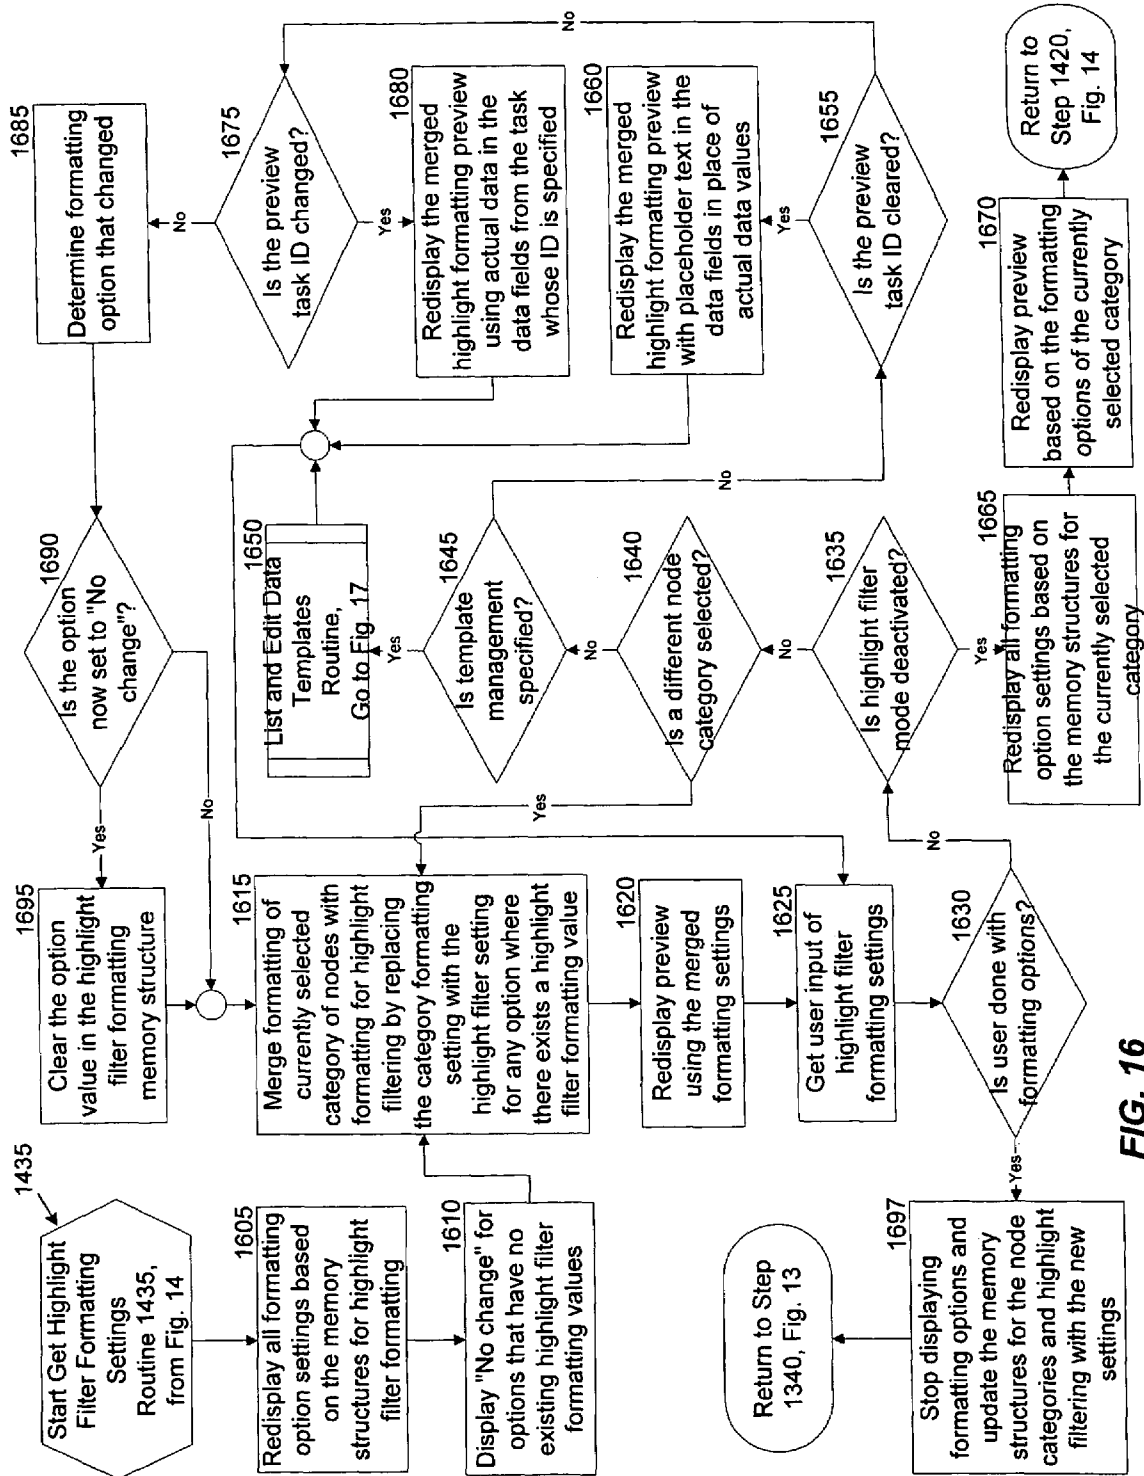 1435
Start Get Highlight
Filter Formatting
Settings
Routine 1435,
from Fig. 14
1605
Redisplay all formatting
option settings based
on the memory
structures for highlight
filter formatting
1610
Display "No change" for
options that have no
existing highlight filter
formatting values
1615
Merge formatting of
currently selected
category of nodes with
formatting for highlight
filtering by replacing
the category formatting
setting with the
highlight filter setting
for any option where
there exists a highlight
filter formatting value
1620
Redisplay preview
using the merged
formatting settings
1625
Get user input of
highlight filter
formatting settings
1630
Is user done with
formatting options?
Yes
No
1697
Stop displaying
formatting options and
update the memory
structures for the node
categories and highlight
filtering with the new
settings
Return to Step
1340, Fig. 13
1635
Is highlight filter
mode deactivated?
Yes
No
1665
Redisplay all formatting
option settings based on
the memory structures for
the currently selected
category
1670
Redisplay preview
based on the formatting
options of the currently
selected category
Return to
Step 1420,
Fig. 14
1640
Is a different node
category selected?
Yes
No
1645
Is template
management
specified?
Yes
No
1650
List and Edit Data
Templates
Routine,
Go to Fig. 17
1655
Is the preview
task ID cleared?
Yes
No
1660
Redisplay the merged
highlight formatting preview
with placeholder text in the
data fields in place of
actual data values
1675
Is the preview
task ID changed?
Yes
No
1680
Redisplay the merged
highlight formatting preview
using actual data in the
data fields from the task
whose ID is specified
1685
Determine formatting
option that changed
1690
Is the option
now set to "No
change"?
Yes
No
1695
Clear the option
value in the highlight
filter formatting
memory structure
FIG. 16